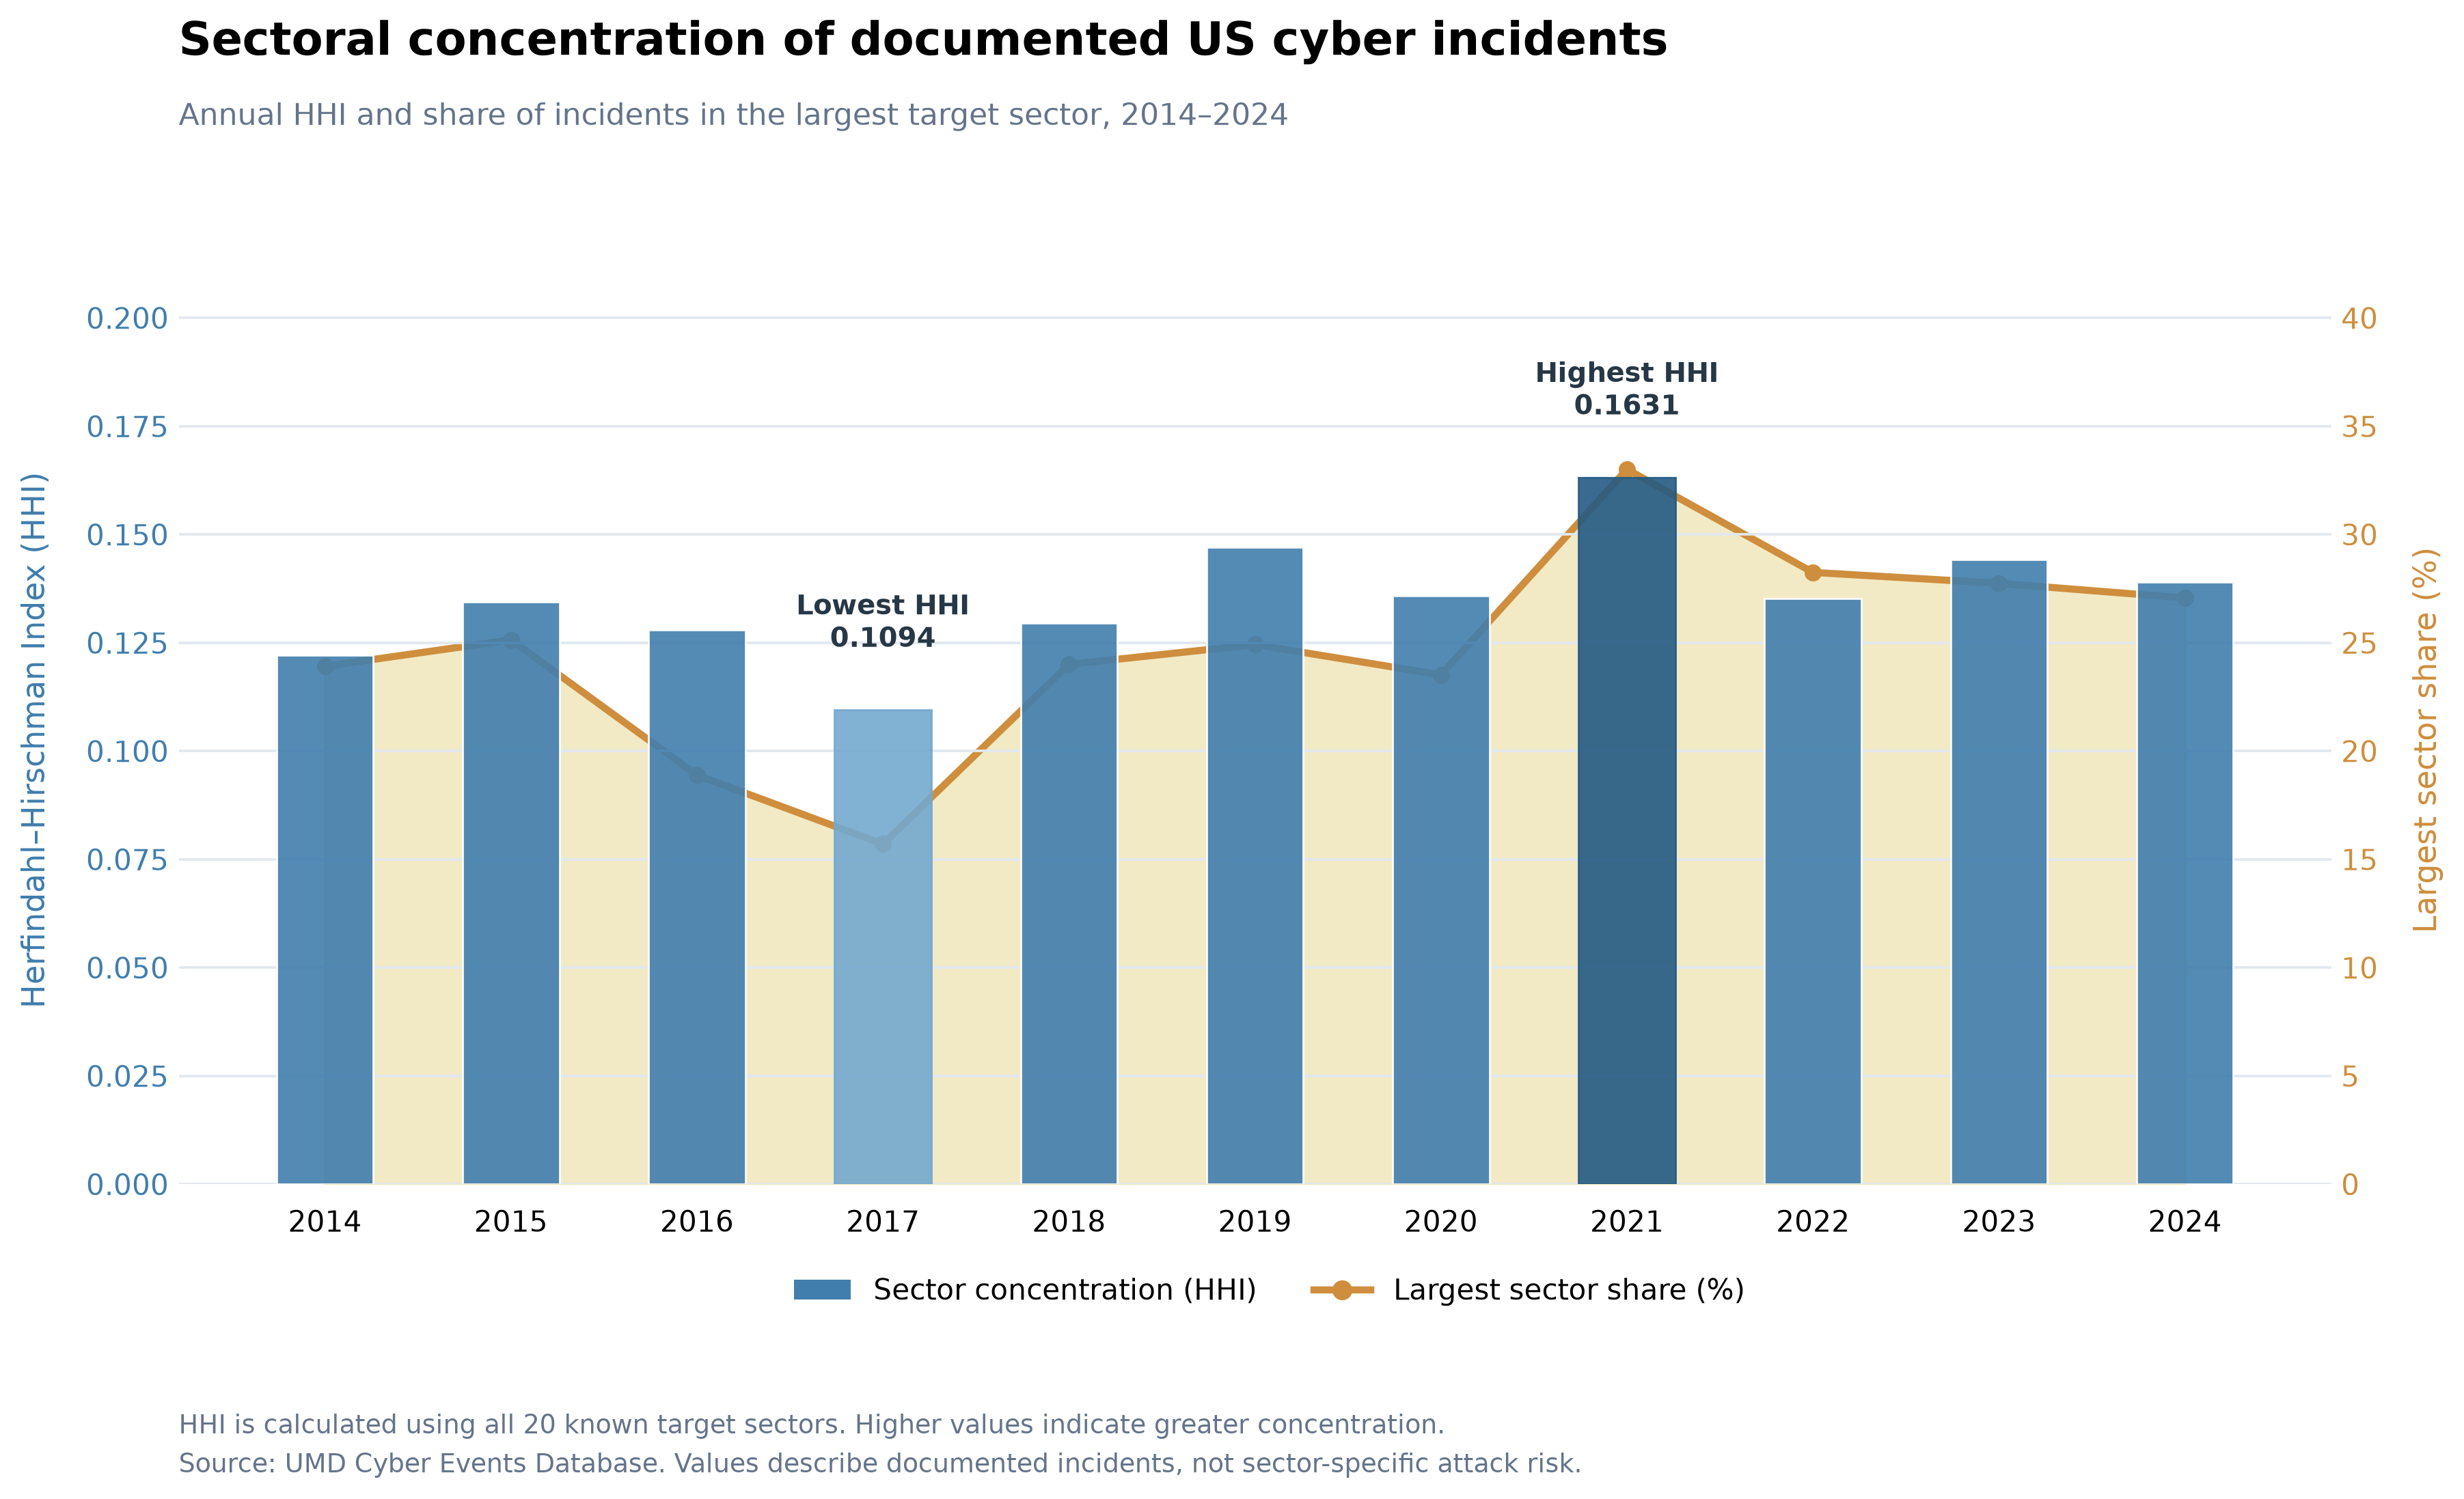 Sectoral concentration of documented US cyber incidents
Annual HHI and share of incidents in the largest target sector, 2014–2024
Herfindahl–Hirschman Index (HHI)
0.200
0.175
0.150
0.125
0.100
0.075
0.050
0.025
0.000
Lowest HHI
0.1094
Highest HHI
0.1631
40
35
30
25
20
15
10
5
0
Largest sector share (%)
2014 2015 2016 2017 2018 2019 2020 2021 2022 2023 2024
Sector concentration (HHI) Largest sector share (%)
HHI is calculated using all 20 known target sectors. Higher values indicate greater concentration.
Source: UMD Cyber Events Database. Values describe documented incidents, not sector-specific attack risk.